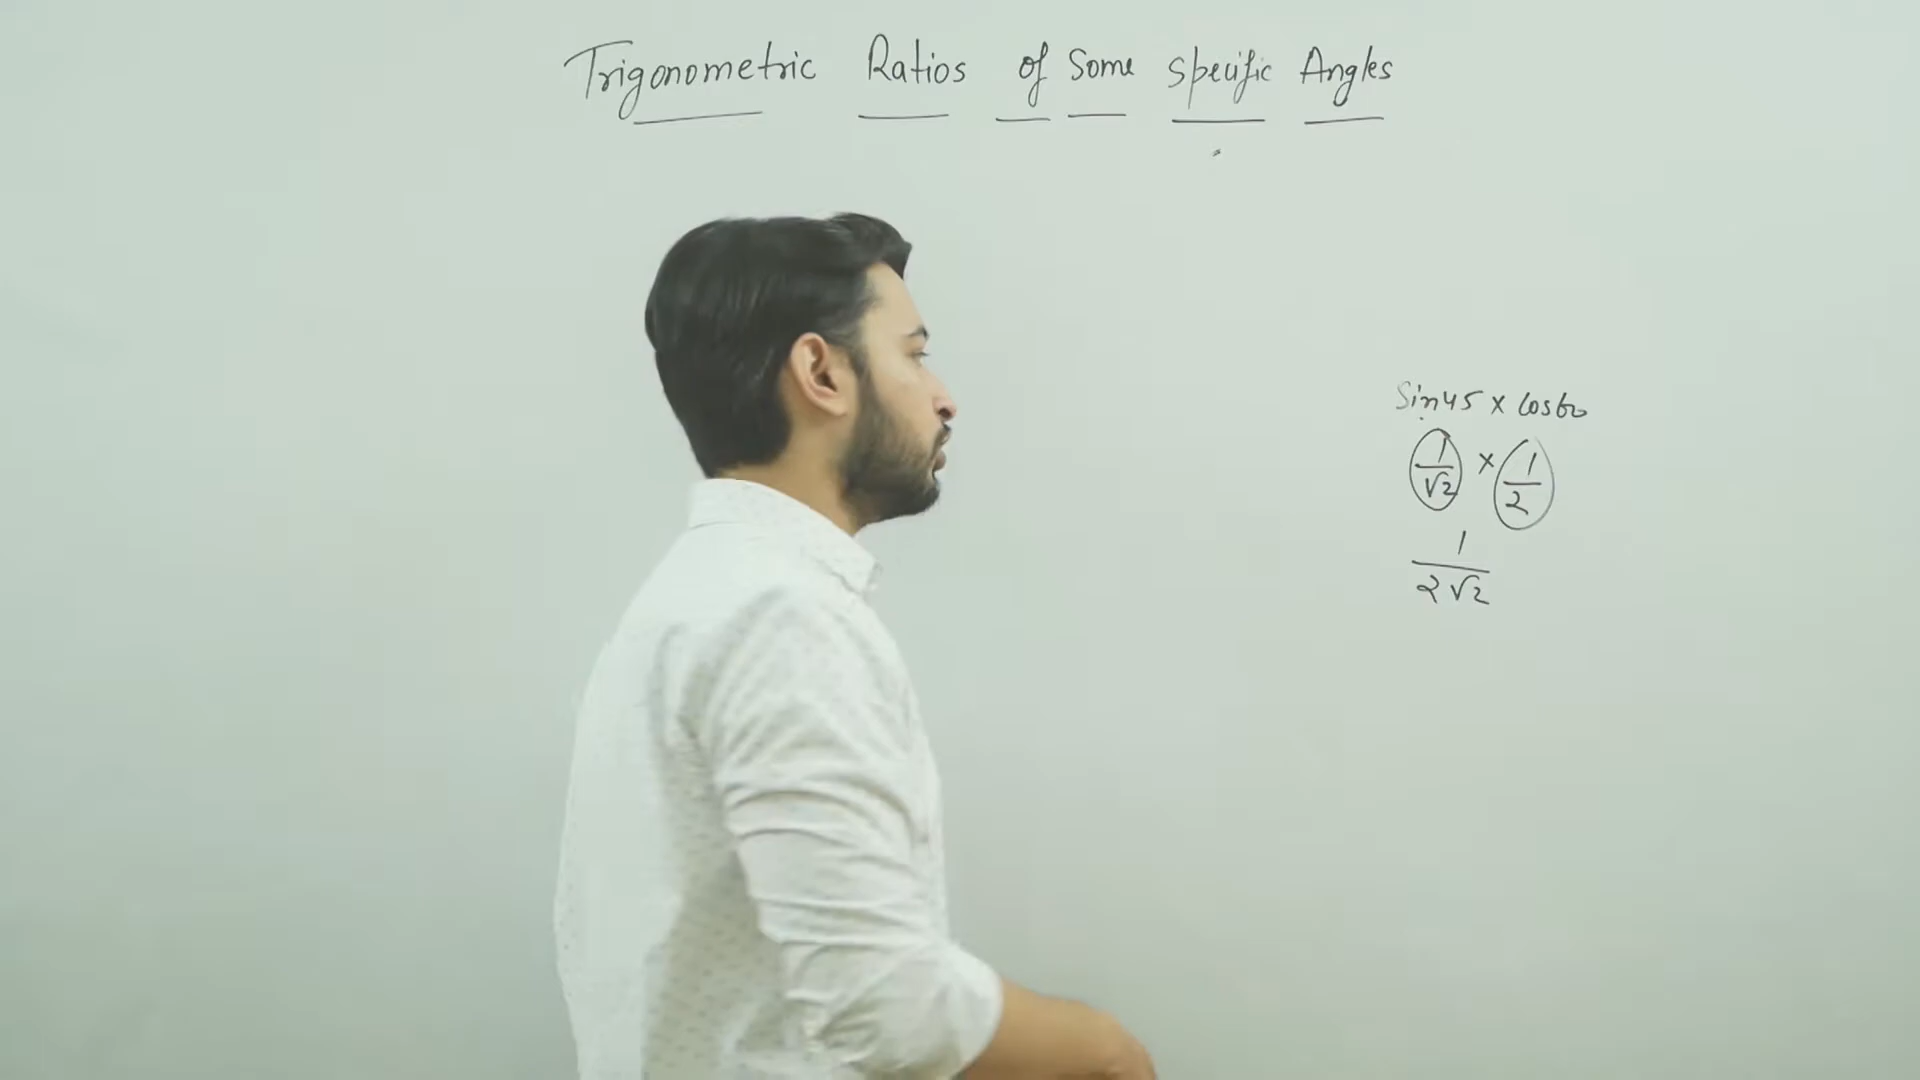 Trigonometric Ratios of Some Specific Angles
Sin45 × Cos60
1/√2 × 1/2
1/2√2